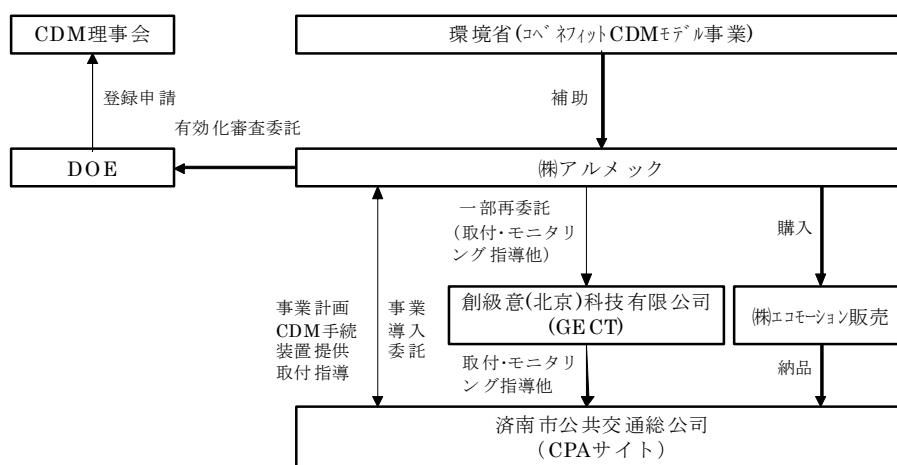 CDM理事会
環境省(ｺﾍﾞﾈﾌｨｯﾄCDMﾓﾃﾞﾙ事業)
登録申請
補助
有効化審査委託
DOE
㈱アルメック
一部再委託
（取付･モニタリ
ング指導他）
購入
事業計画
CDM手続
装置提供
取付指導
事業
導入
委託
創級意(北京)科技有限公司
(GECT)
㈱ｴｺﾓｰｼｮﾝ販売
取付･モニタリ
ング指導他
納品
済南市公共交通総公司
（CPAサイト）